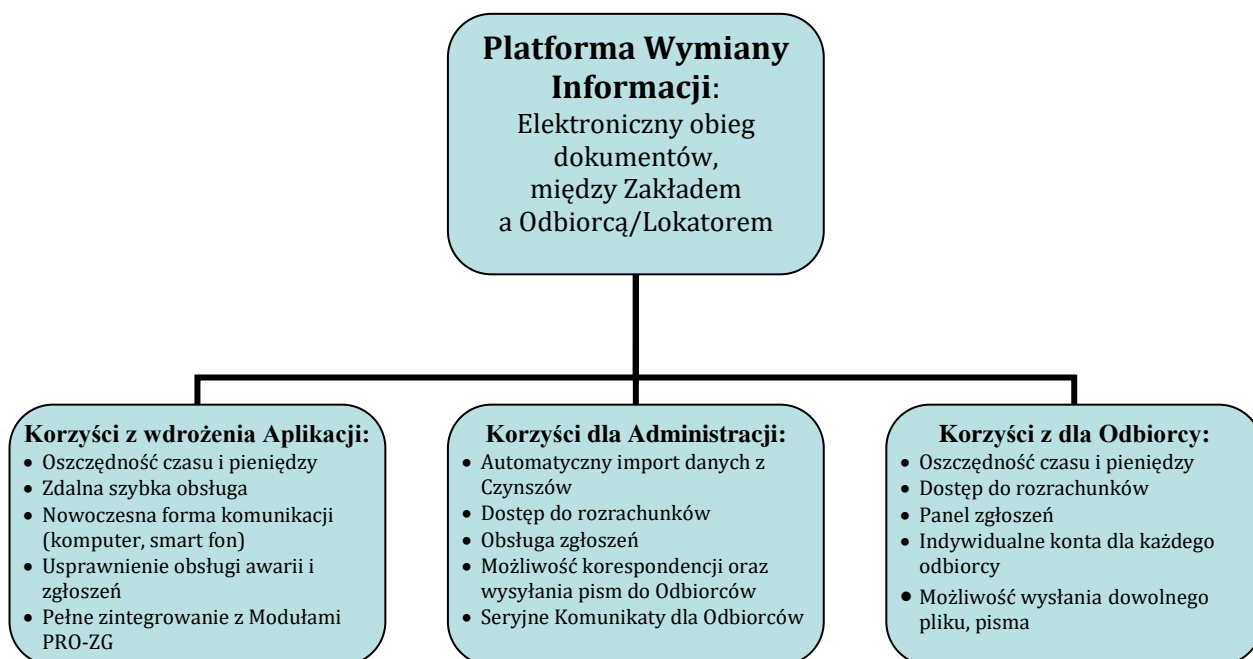 Platforma Wymiany
Informacji:
Elektroniczny obieg
dokumentów,
między Zakładem
a Odbiorcą/Lokatorem
Korzyści z wdrożenia Aplikacji:
• Oszczędność czasu i pieniędzy
• Zdalna szybka obsługa
• Nowoczesna forma komunikacji
(komputer, smart fon)
• Usprawnienie obsługi awarii i
zgłoszeń
• Pełne zintegrowanie z Modułami
PRO-ZG
Korzyści dla Administracji:
• Automatyczny import danych z
Czynszów
• Dostęp do rozrachunków
• Obsługa zgłoszeń
• Możliwość korespondencji oraz
wysyłania pism do Odbiorców
• Seryjne Komunikaty dla Odbiorców
Korzyści z dla Odbiorcy:
• Oszczędność czasu i pieniędzy
• Dostęp do rozrachunków
• Panel zgłoszeń
• Indywidualne konta dla każdego
odbiorcy
• Możliwość wysłania dowolnego
pliku, pisma